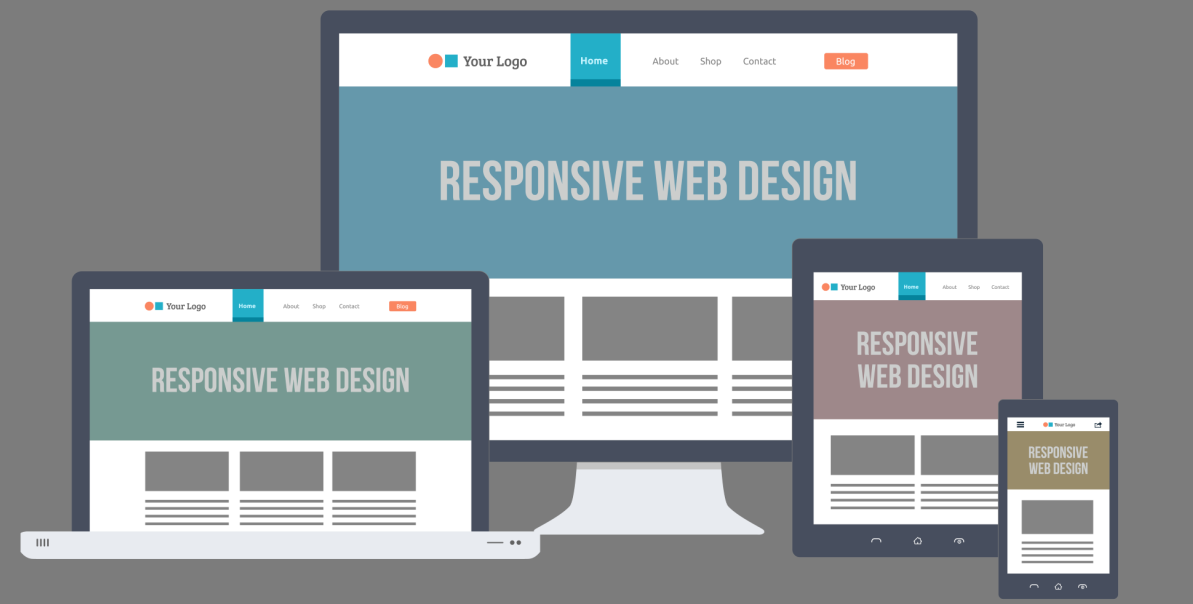 Your Logo Home About Shop Contact Blog
RESPONSIVE WEB DESIGN
Your Logo Home About Shop Contact Blog
RESPONSIVE WEB DESIGN
Your Logo Home About Shop Contact
RESPONSIVE
WEB DESIGN
Your Logo
RESPONSIVE
WEB DESIGN